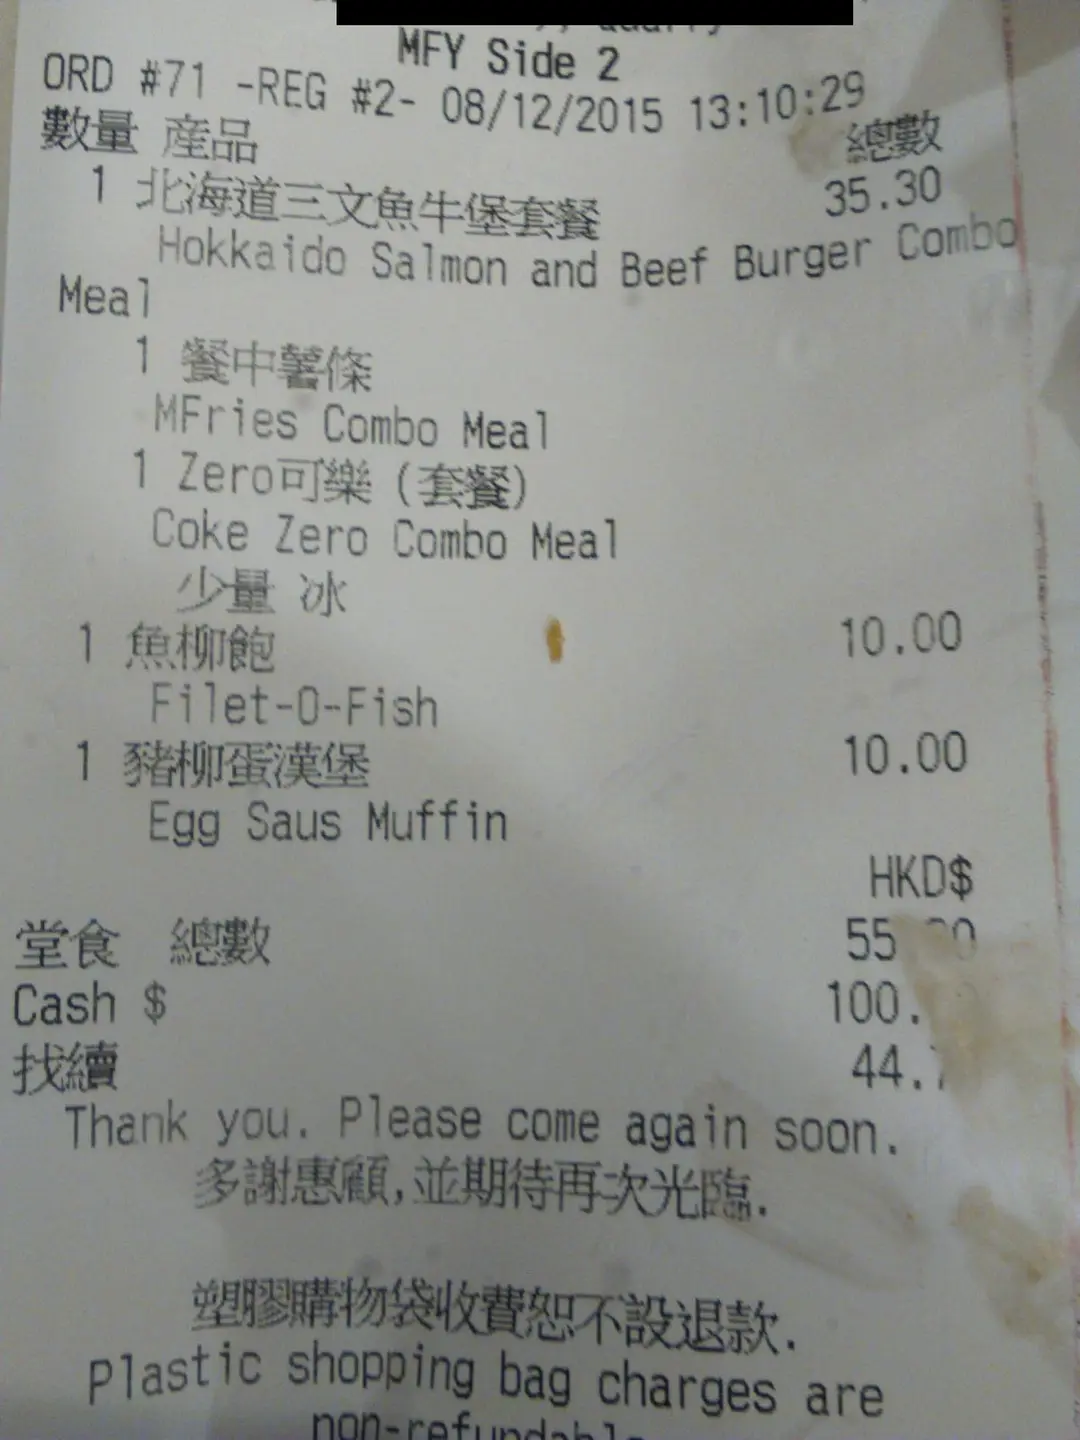 MFY Side 2
ORD #71 -REG #2- 08/12/2015 13:10:29
數量 產品 總數
1 北海道三文魚牛堡套餐 35.30
Hokkaido Salmon and Beef Burger Combo
Meal
1 餐中薯條
MFries Combo Meal
1 Zero可樂(套餐)
Coke Zero Combo Meal
少量 冰
1 魚柳飽 10.00
Filet-O-Fish
1 豬柳蛋漢堡 10.00
Egg Saus Muffin
HKD$
堂食 總數 55
Cash $ 100.
找續 44.7
Thank you. Please come again soon.
多謝惠顧,並期待再次光臨.
塑膠購物袋收費恕不設退款.
Plastic shopping bag charges are
non-refundable